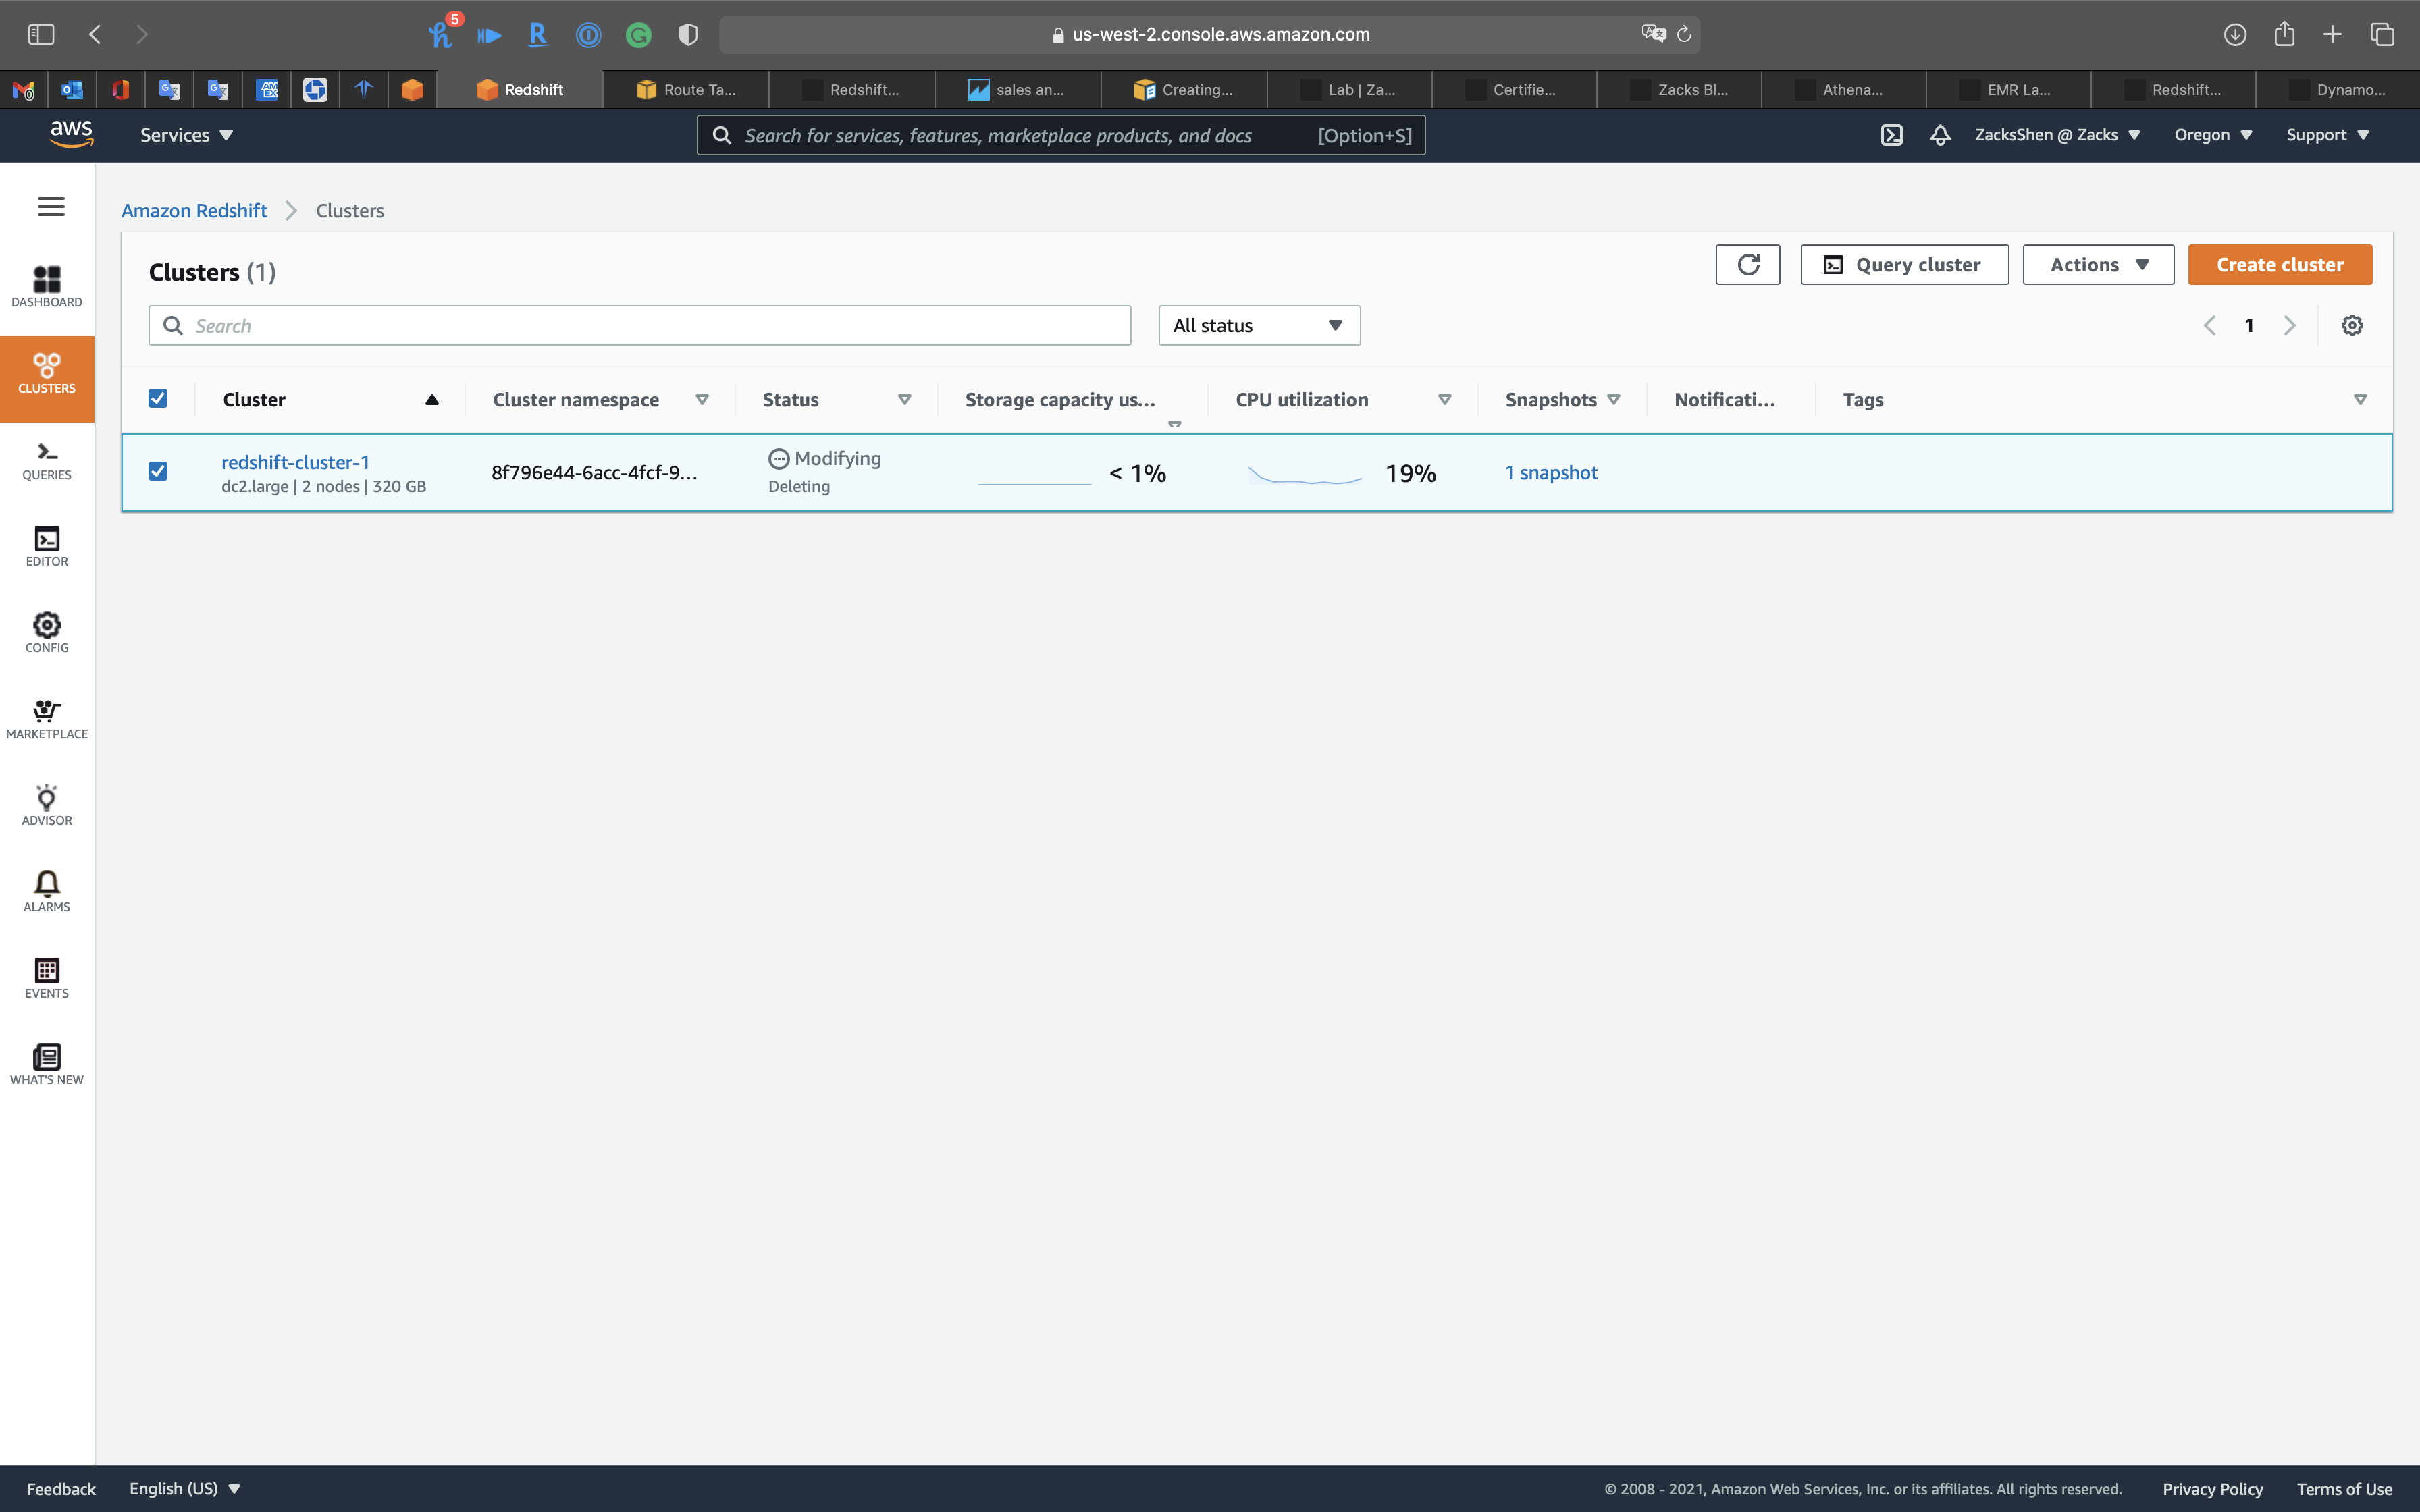 5
us-west-2.console.aws.amazon.com
Redshift
Route Ta...
Redshift...
sales an...
Creating...
Lab | Za...
Certifie...
Zacks Bl...
Athena...
EMR La...
Redshift...
Dynamo...
aws
Services
Search for services, features, marketplace products, and docs
[Option+S]
ZacksShen @ Zacks
Oregon
Support
Amazon Redshift
Clusters
Clusters (1)
Query cluster
Actions
Create cluster
Search
All status
1
Cluster
Cluster namespace
Status
Storage capacity us...
CPU utilization
Snapshots
Notificati...
Tags
redshift-cluster-1
dc2.large | 2 nodes | 320 GB
8f796e44-6acc-4fcf-9...
Modifying
Deleting
< 1%
19%
1 snapshot
DASHBOARD
CLUSTERS
QUERIES
EDITOR
CONFIG
MARKETPLACE
ADVISOR
ALARMS
EVENTS
WHAT'S NEW
Feedback
English (US)
© 2008 - 2021, Amazon Web Services, Inc. or its affiliates. All rights reserved.
Privacy Policy
Terms of Use